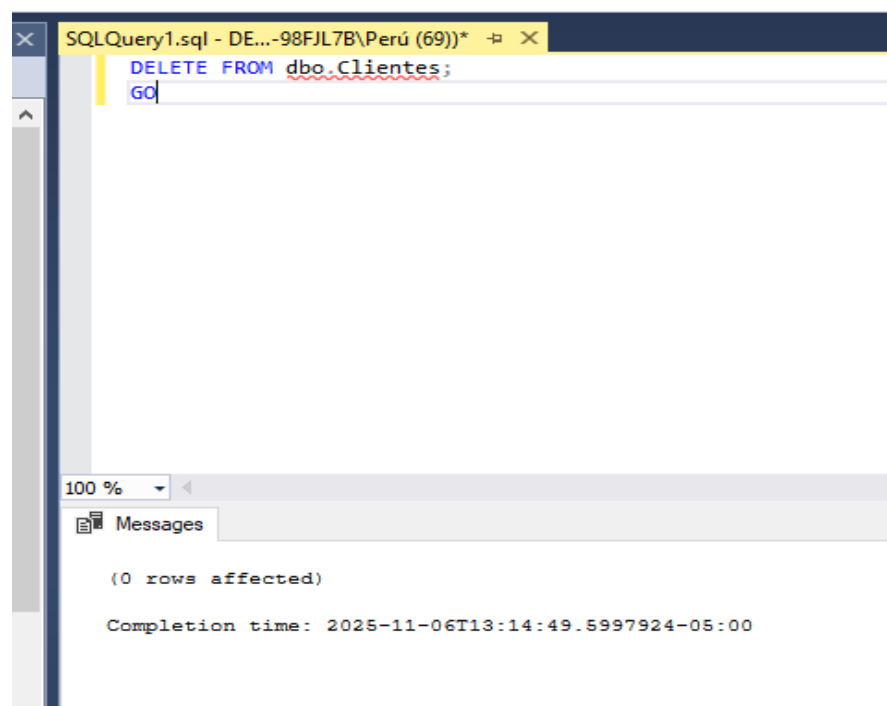 SQLQuery1.sql - DE...-98FJL7B\Perú (69))*
DELETE FROM dbo.Clientes;
GO
100 %
Messages
(0 rows affected)
Completion time: 2025-11-06T13:14:49.5997924-05:00